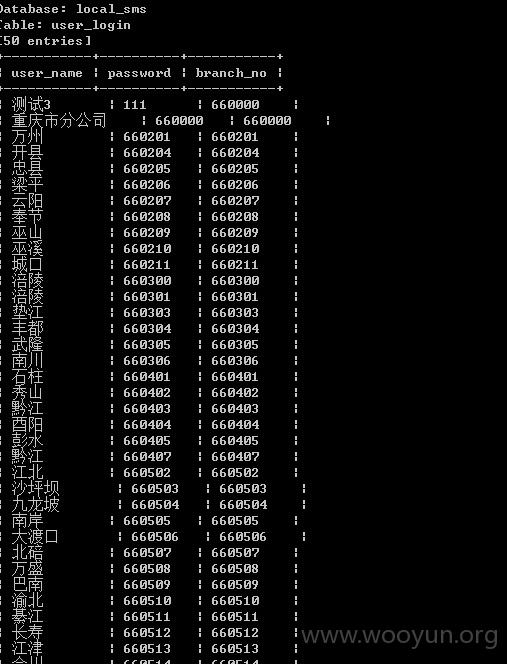 Database: local_sms
Table: user_login
[50 entries]
+-----------+----------+-----------+
¦ user_name ¦ password ¦ branch_no ¦
+-----------+----------+-----------+
¦ 测试3 ¦ 111 ¦ 660000 ¦
¦ 重庆市分公司 ¦ 660000 ¦ 660000 ¦
¦ 万州 ¦ 660201 ¦ 660201 ¦
¦ 开县 ¦ 660204 ¦ 660204 ¦
¦ 忠县 ¦ 660205 ¦ 660205 ¦
¦ 梁平 ¦ 660206 ¦ 660206 ¦
¦ 云阳 ¦ 660207 ¦ 660207 ¦
¦ 奉节 ¦ 660208 ¦ 660208 ¦
¦ 巫山 ¦ 660209 ¦ 660209 ¦
¦ 巫溪 ¦ 660210 ¦ 660210 ¦
¦ 城口 ¦ 660211 ¦ 660211 ¦
¦ 涪陵 ¦ 660300 ¦ 660300 ¦
¦ 涪陵 ¦ 660301 ¦ 660301 ¦
¦ 垫江 ¦ 660303 ¦ 660303 ¦
¦ 丰都 ¦ 660304 ¦ 660304 ¦
¦ 武隆 ¦ 660305 ¦ 660305 ¦
¦ 南川 ¦ 660306 ¦ 660306 ¦
¦ 石柱 ¦ 660401 ¦ 660401 ¦
¦ 秀山 ¦ 660402 ¦ 660402 ¦
¦ 黔江 ¦ 660403 ¦ 660403 ¦
¦ 酉阳 ¦ 660404 ¦ 660404 ¦
¦ 彭水 ¦ 660405 ¦ 660405 ¦
¦ 黔江 ¦ 660407 ¦ 660407 ¦
¦ 江北 ¦ 660502 ¦ 660502 ¦
¦ 沙坪坝 ¦ 660503 ¦ 660503 ¦
¦ 九龙坡 ¦ 660504 ¦ 660504 ¦
¦ 南岸 ¦ 660505 ¦ 660505 ¦
¦ 大渡口 ¦ 660506 ¦ 660506 ¦
¦ 北碚 ¦ 660507 ¦ 660507 ¦
¦ 万盛 ¦ 660508 ¦ 660508 ¦
¦ 巴南 ¦ 660509 ¦ 660509 ¦
¦ 渝北 ¦ 660510 ¦ 660510 ¦
¦ 綦江 ¦ 660511 ¦ 660511 ¦
¦ 长寿 ¦ 660512 ¦ 660512 ¦
¦ 江津 ¦ 660513 ¦ 660513 ¦
www.wooyun.org